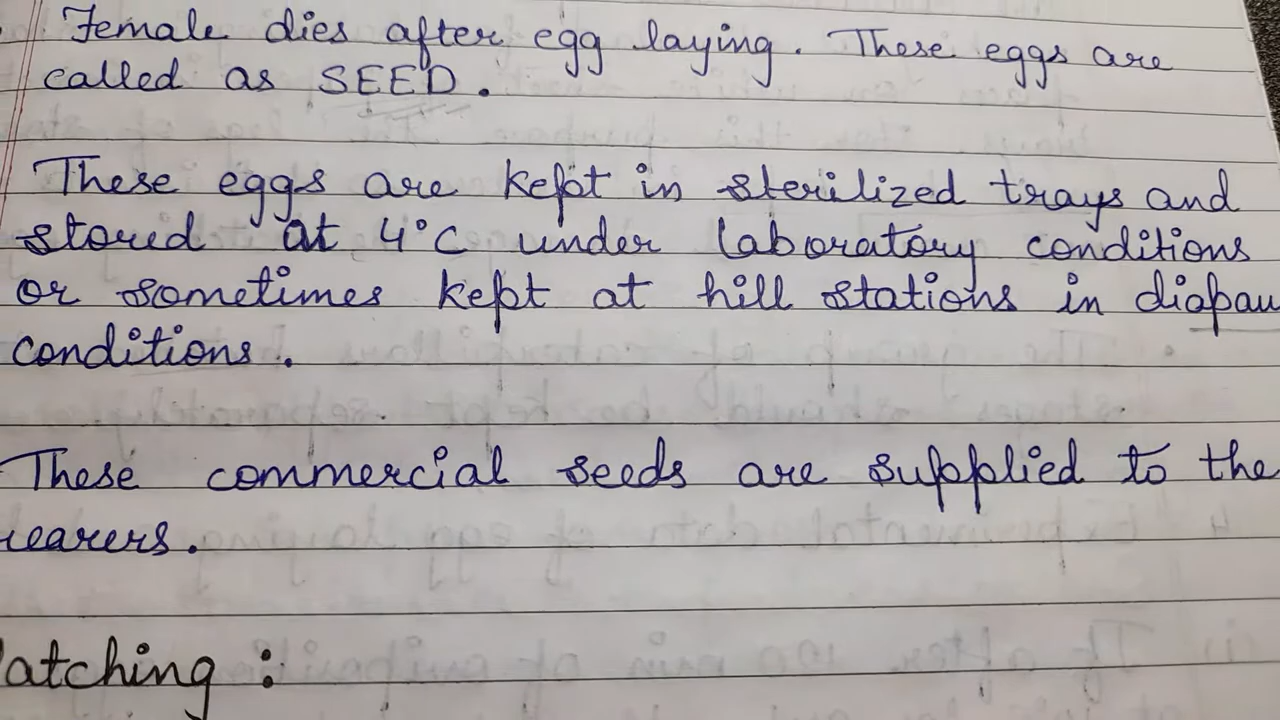 Female dies after egg laying. These eggs are
called as SEED.
These eggs are kept in sterilized trays and
stored at 4°C under laboratory conditions
or sometimes kept at hill stations in diapau
conditions.
These commercial seeds are supplied to the
rearers.
atching :